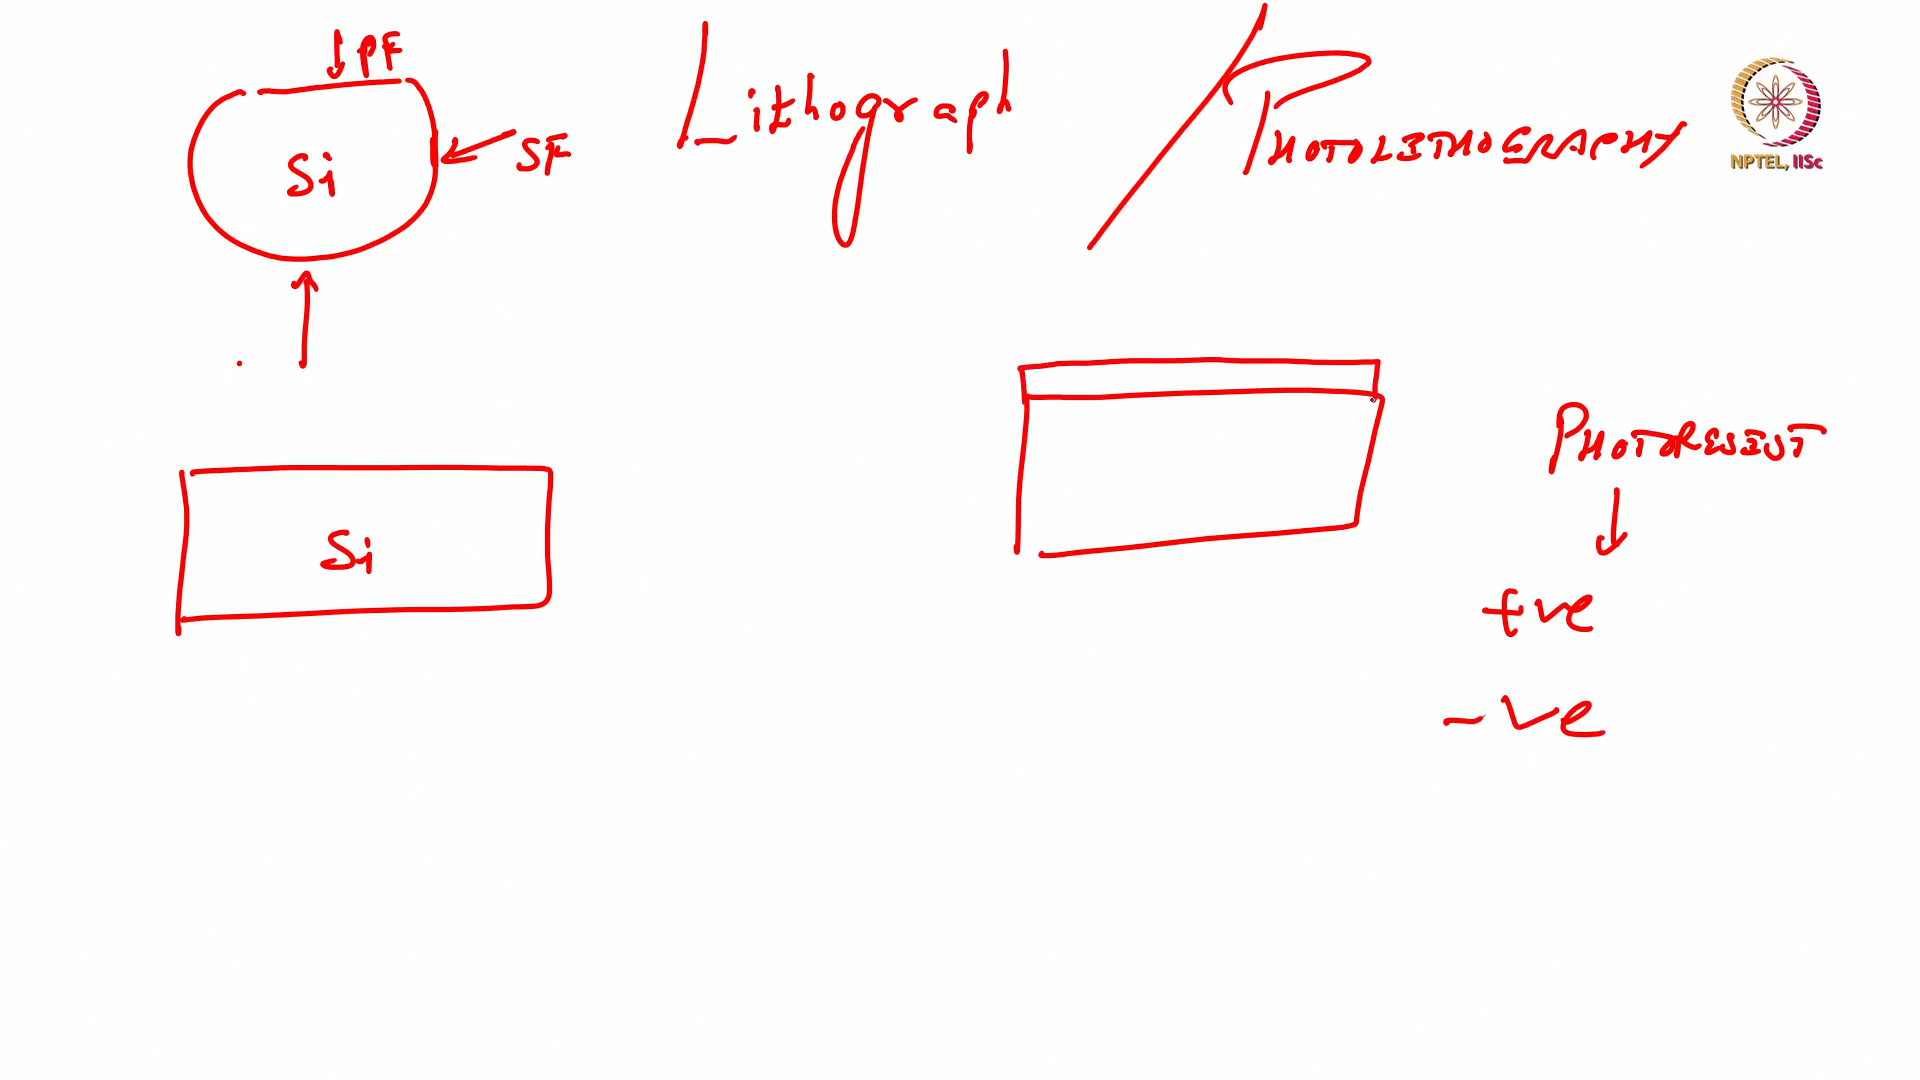 PF
Lithograph / PHOTOLITHOGRAPHY
NPTEL, IISc
SF
Si
PHOTORESIST
Si
+ve
-ve